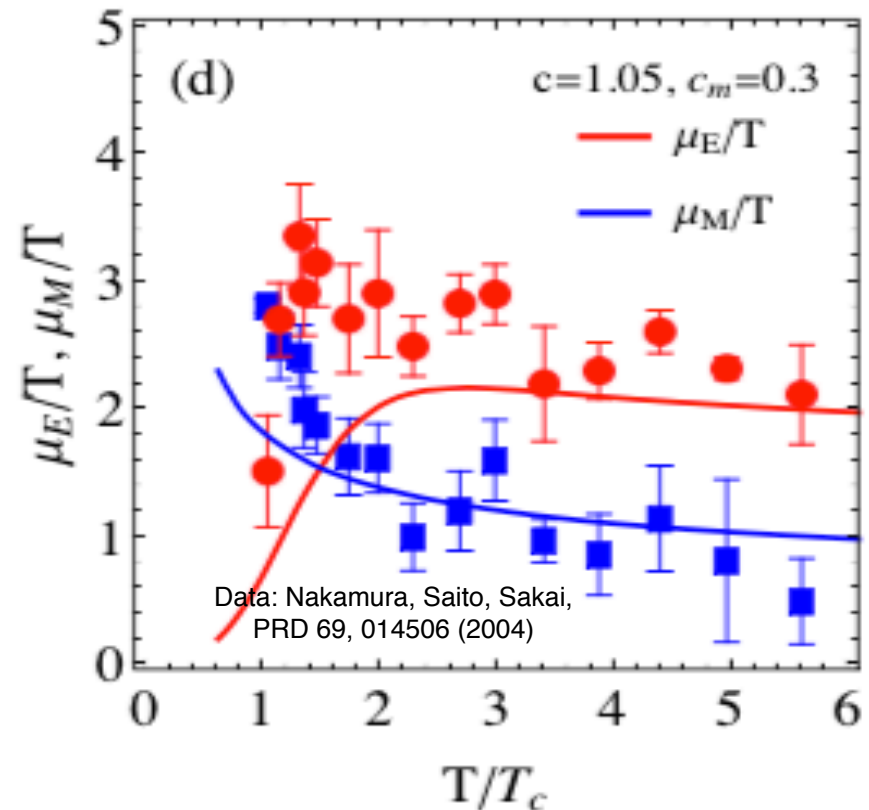 (d)
c=1.05, cₘ=0.3
μ_E/T
μ_M/T
5
4
3
2
1
0
μ_E/T, μ_M/T
Data: Nakamura, Saito, Sakai,
PRD 69, 014506 (2004)
0 1 2 3 4 5 6
T/T_c